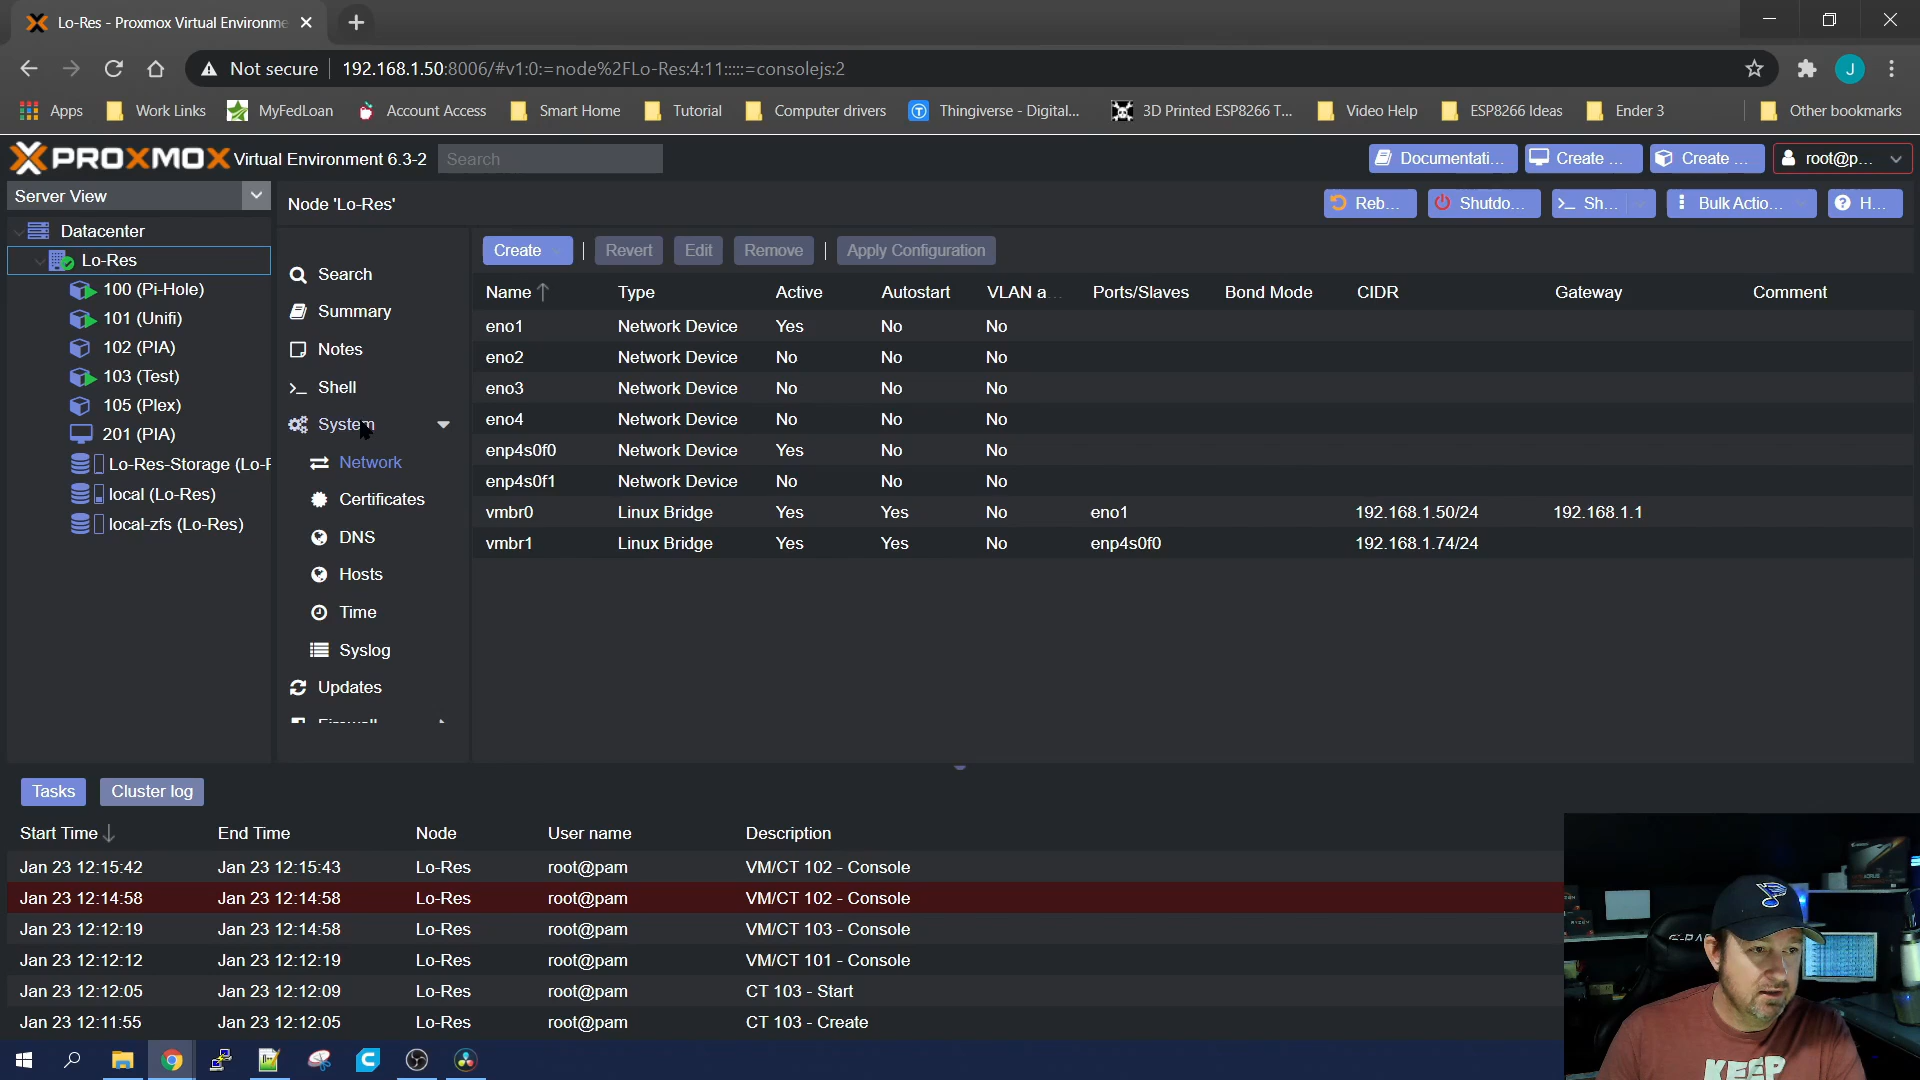 Lo-Res - Proxmox Virtual Environme
Not secure
192.168.1.50:8006/#v1:0:=node%2FLo-Res:4:11:::::=consolejs:2
J
Apps
Work Links
MyFedLoan
Account Access
Smart Home
Tutorial
Computer drivers
Thingiverse - Digital...
3D Printed ESP8266 T...
Video Help
ESP8266 Ideas
Ender 3
Other bookmarks
PROXMOX Virtual Environment 6.3-2
Search
Documentati...
Create ...
Create ...
root@p...
Server View
Node 'Lo-Res'
Reb...
Shutdo...
Sh...
Bulk Actio...
H...
Datacenter
Lo-Res
100 (Pi-Hole)
101 (Unifi)
102 (PIA)
103 (Test)
105 (Plex)
201 (PIA)
Lo-Res-Storage (Lo-R
local (Lo-Res)
local-zfs (Lo-Res)
Search
Summary
Notes
Shell
System
Network
Certificates
DNS
Hosts
Time
Syslog
Updates
Firewall
Create
Revert
Edit
Remove
Apply Configuration
Name Type Active Autostart VLAN a... Ports/Slaves Bond Mode CIDR Gateway Comment
eno1 Network Device Yes No No
eno2 Network Device No No No
eno3 Network Device No No No
eno4 Network Device No No No
enp4s0f0 Network Device Yes No No
enp4s0f1 Network Device No No No
vmbr0 Linux Bridge Yes Yes No eno1 192.168.1.50/24 192.168.1.1
vmbr1 Linux Bridge Yes Yes No enp4s0f0 192.168.1.74/24
Tasks
Cluster log
Start Time End Time Node User name Description
Jan 23 12:15:42 Jan 23 12:15:43 Lo-Res root@pam VM/CT 102 - Console
Jan 23 12:14:58 Jan 23 12:14:58 Lo-Res root@pam VM/CT 102 - Console
Jan 23 12:12:19 Jan 23 12:14:58 Lo-Res root@pam VM/CT 103 - Console
Jan 23 12:12:12 Jan 23 12:12:19 Lo-Res root@pam VM/CT 101 - Console
Jan 23 12:12:05 Jan 23 12:12:09 Lo-Res root@pam CT 103 - Start
Jan 23 12:11:55 Jan 23 12:12:05 Lo-Res root@pam CT 103 - Create
KEEP